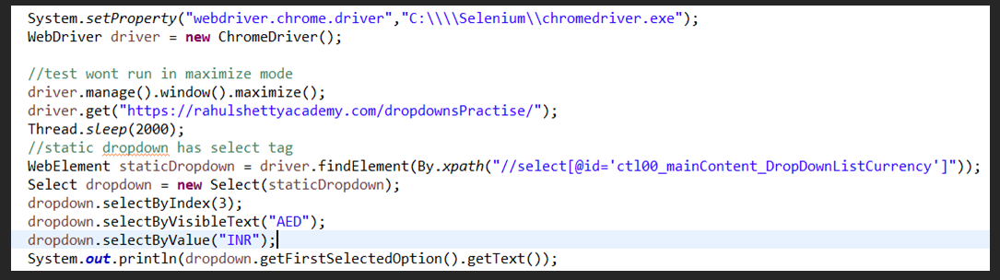 System.setProperty("webdriver.chrome.driver","C:\\\\Selenium\\chromedriver.exe");
WebDriver driver = new ChromeDriver();
//test wont run in maximize mode
driver.manage().window().maximize();
driver.get("https://rahulshettyacademy.com/dropdownsPractise/");
Thread.sleep(2000);
//static dropdown has select tag
WebElement staticDropdown = driver.findElement(By.xpath("//select[@id='ctl00_mainContent_DropDownListCurrency']"));
Select dropdown = new Select(staticDropdown);
dropdown.selectByIndex(3);
dropdown.selectByVisibleText("AED");
dropdown.selectByValue("INR");
System.out.println(dropdown.getFirstSelectedOption().getText());